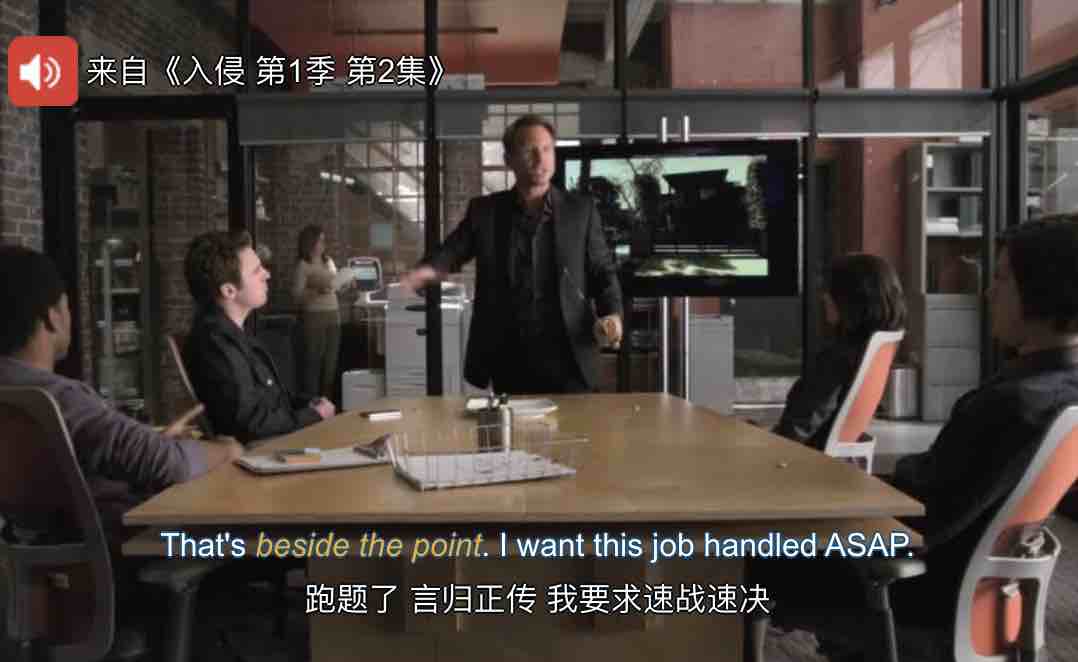 来自《入侵 第1季 第2集》
That's beside the point. I want this job handled ASAP.
跑题了 言归正传 我要求速战速决